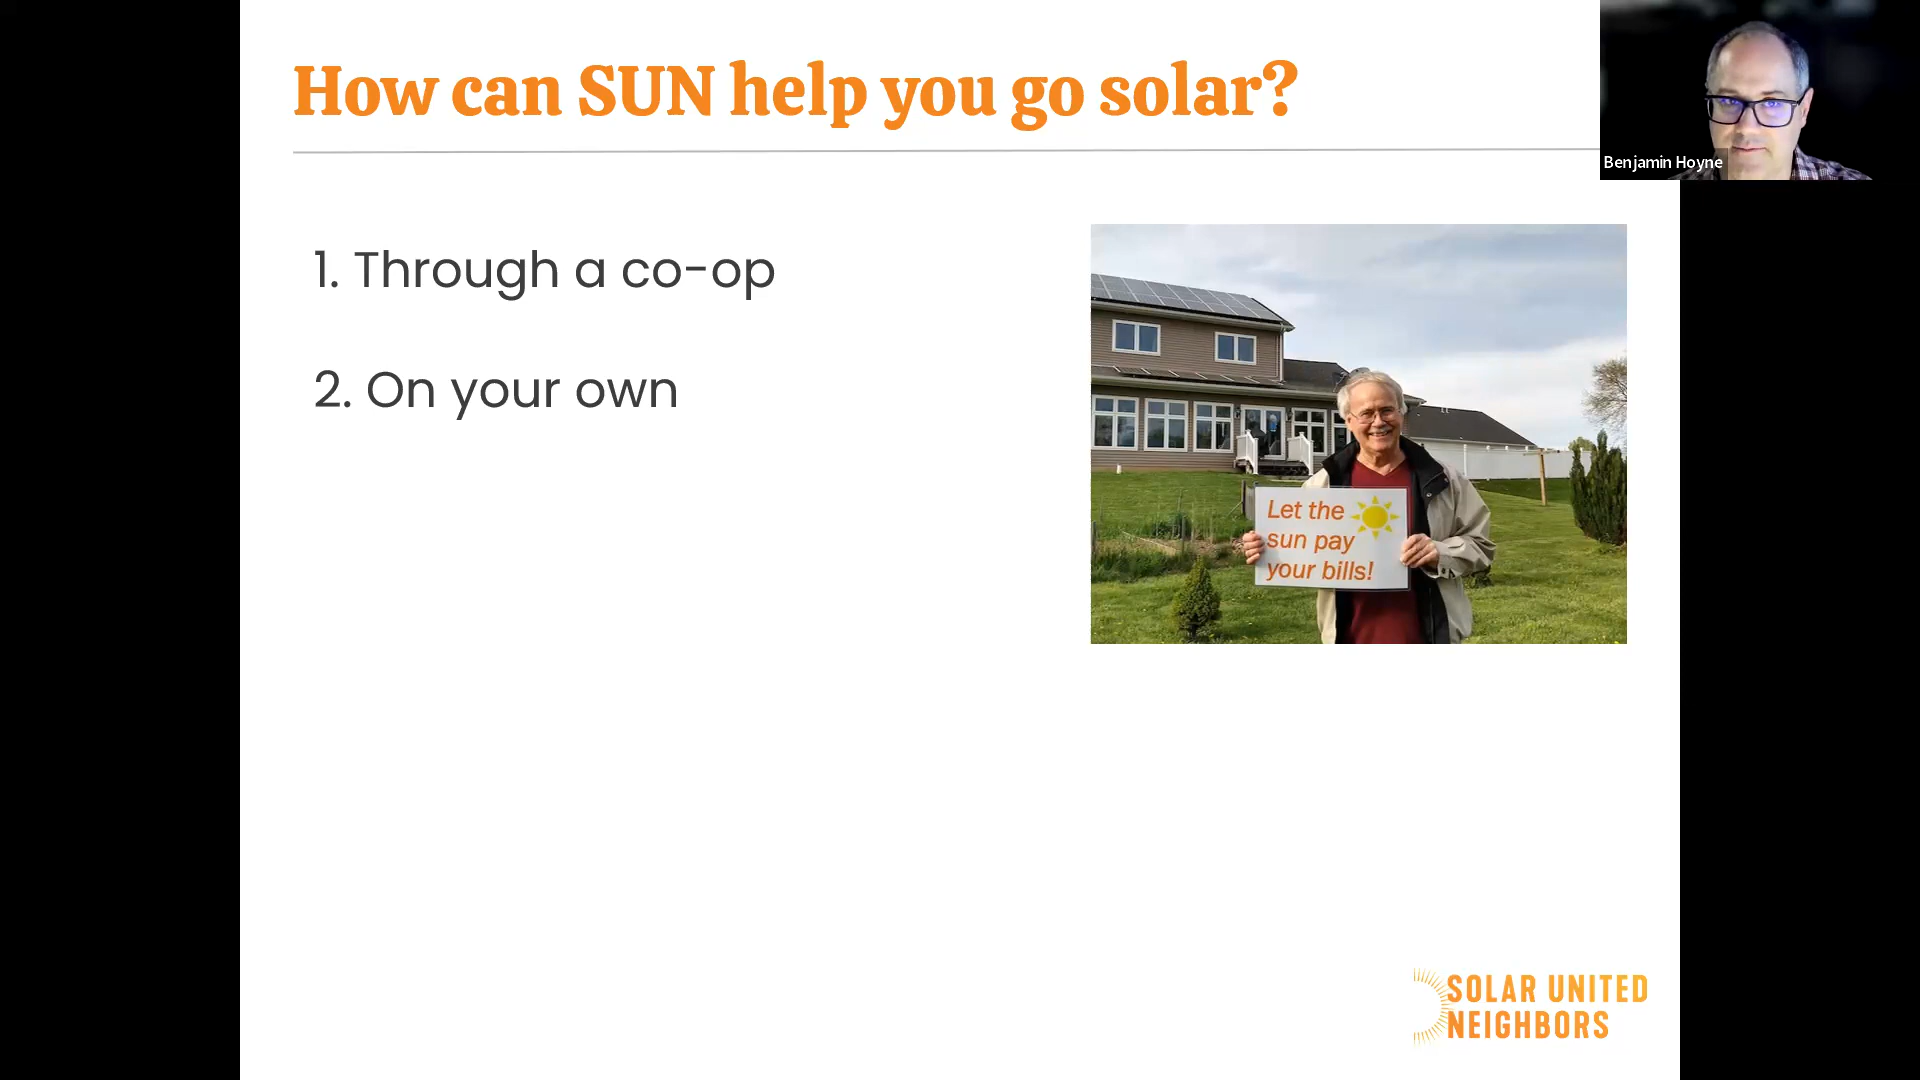 How can SUN help you go solar?
Benjamin Hoyne
1. Through a co-op
2. On your own
Let the
sun pay
your bills!
SOLAR UNITED
NEIGHBORS